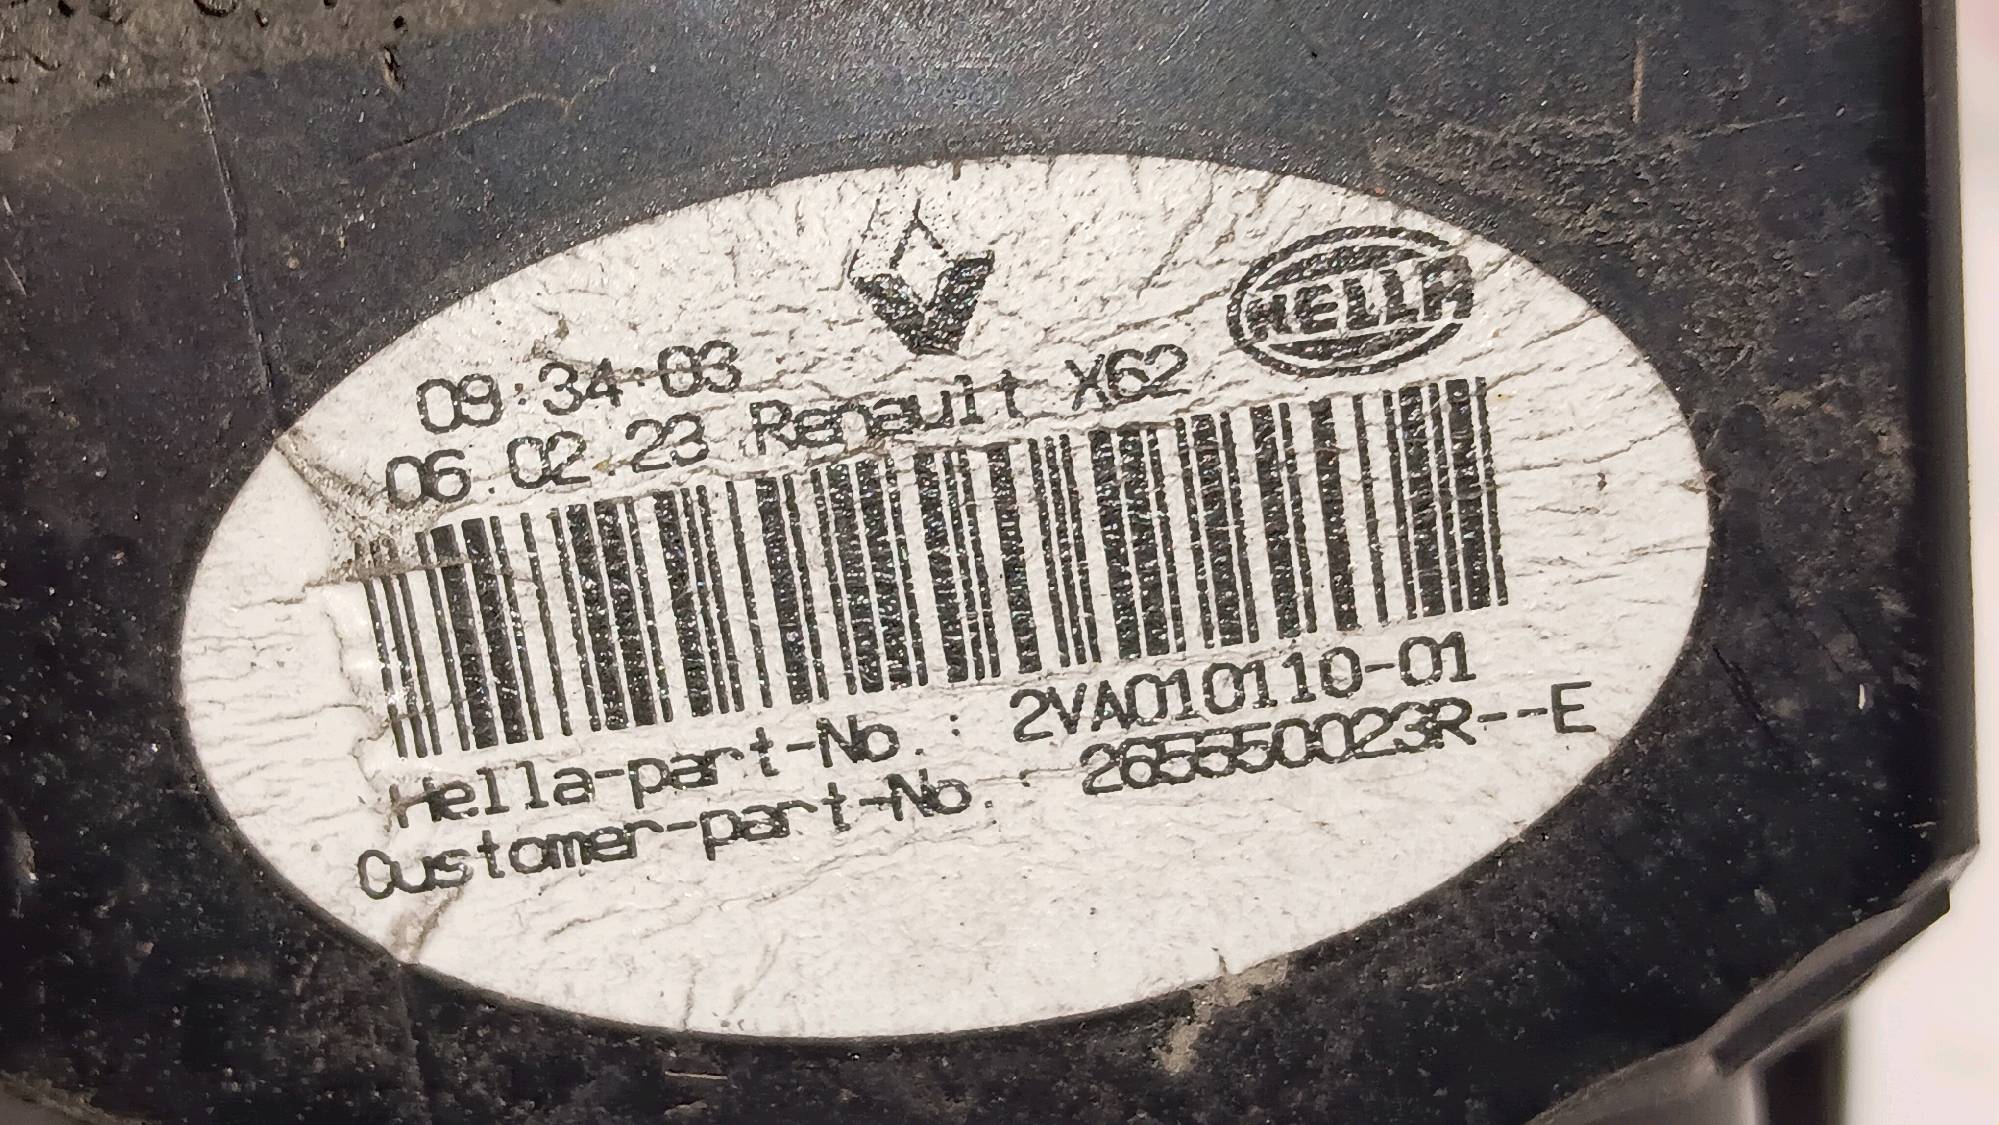 HELLA
09:34:03
06.02.23 Renault X62
Hella-part-No.: 2VA010110-01
Customer-part-No.: 265550023R--E